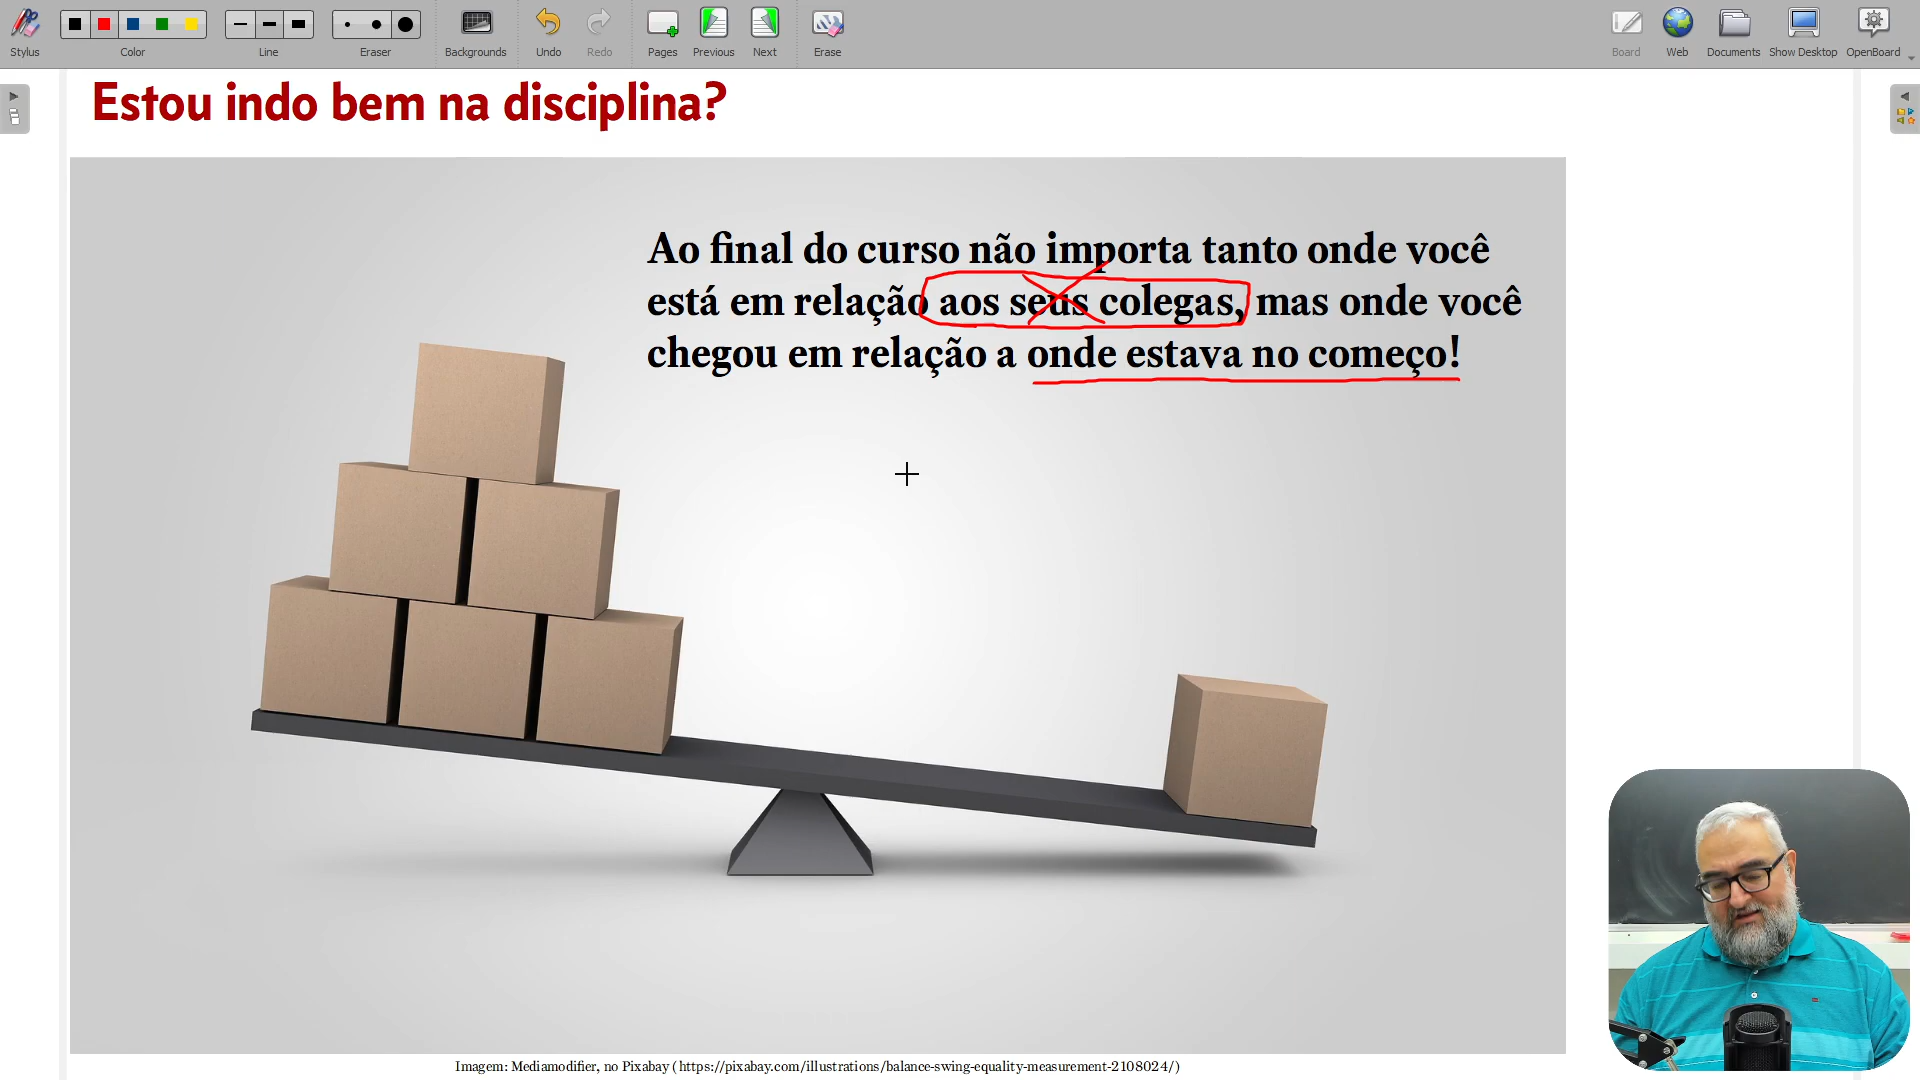 Stylus
Color
Line
Eraser
Backgrounds
Undo
Redo
Pages
Previous
Next
Erase
Board
Web
Documents
Show Desktop
OpenBoard
Estou indo bem na disciplina?
Ao final do curso não importa tanto onde você
está em relação aos seus colegas, mas onde você
chegou em relação a onde estava no começo!
Imagem: Mediamodifier, no Pixabay (https://pixabay.com/illustrations/balance-swing-equality-measurement-2108024/)